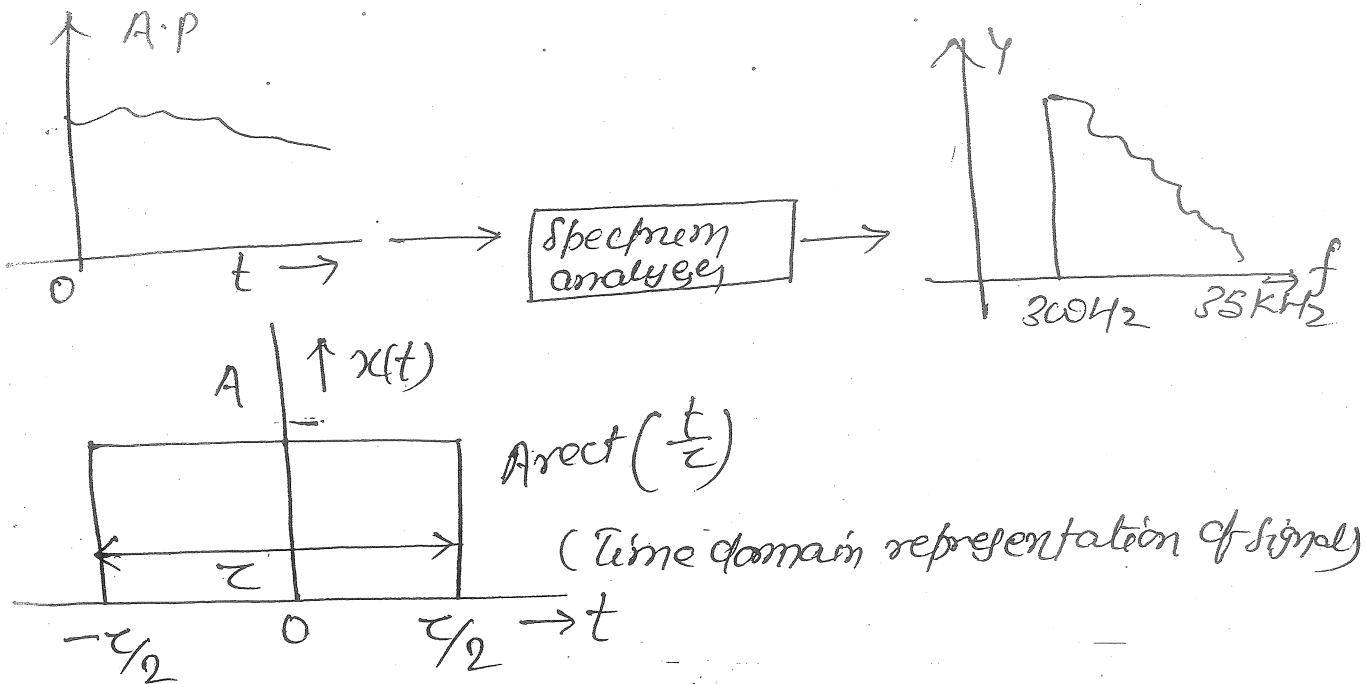 A.P
0
t →
Spectrum
analyser
Y
300Hz
35KHz
f
A
↑ x(t)
A rect(t/τ)
τ
(Time domain representation of signal)
-τ/2
0
τ/2
→ t